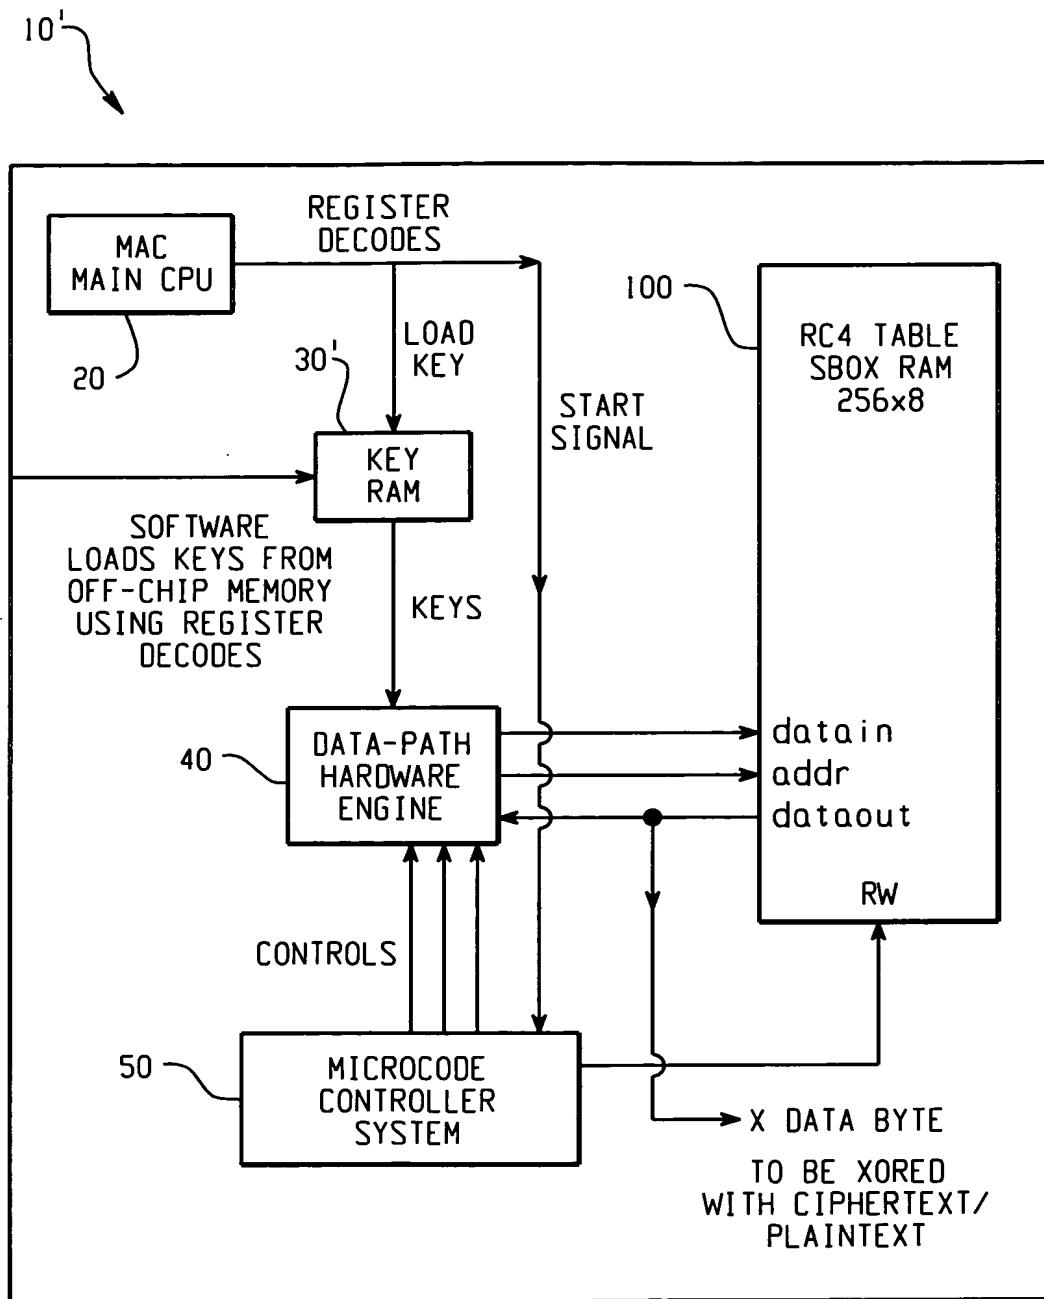 10'
MAC
MAIN CPU
20
REGISTER
DECODES
LOAD
KEY
30'
KEY
RAM
START
SIGNAL
100
RC4 TABLE
SBOX RAM
256x8
SOFTWARE
LOADS KEYS FROM
OFF-CHIP MEMORY
USING REGISTER
DECODES
KEYS
40
DATA-PATH
HARDWARE
ENGINE
datain
addr
dataout
RW
CONTROLS
50
MICROCODE
CONTROLLER
SYSTEM
X DATA BYTE
TO BE XORED
WITH CIPHERTEXT/
PLAINTEXT